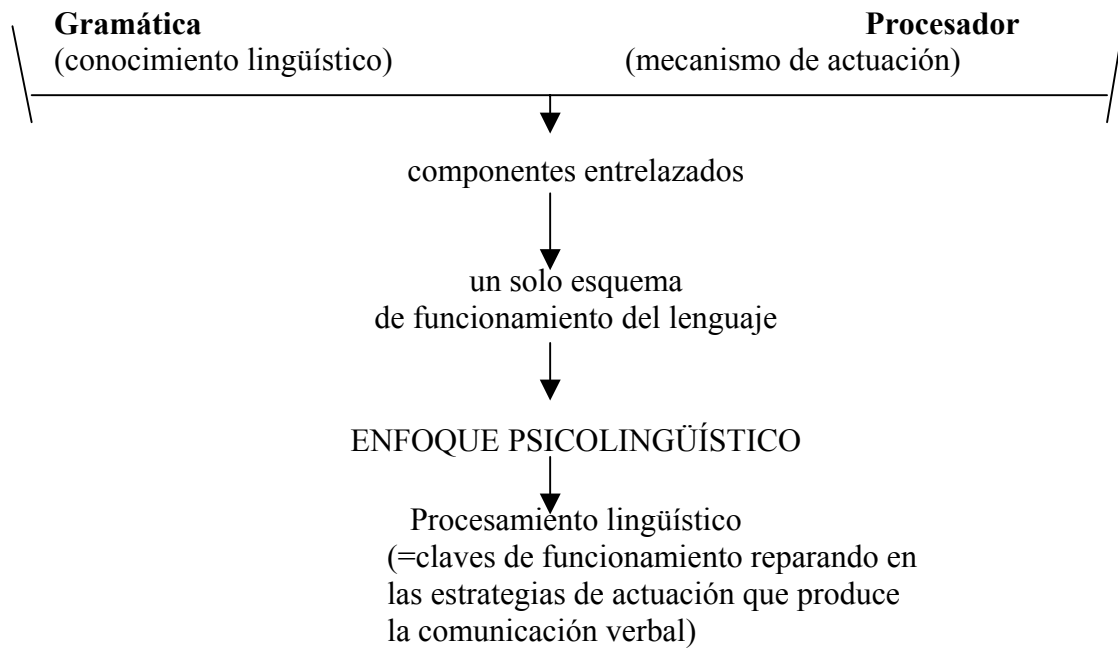 Gramática Procesador
(conocimiento lingüístico) (mecanismo de actuación)
componentes entrelazados
un solo esquema
de funcionamiento del lenguaje
ENFOQUE PSICOLINGÜÍSTICO
Procesamiento lingüístico
(=claves de funcionamiento reparando en
las estrategias de actuación que produce
la comunicación verbal)